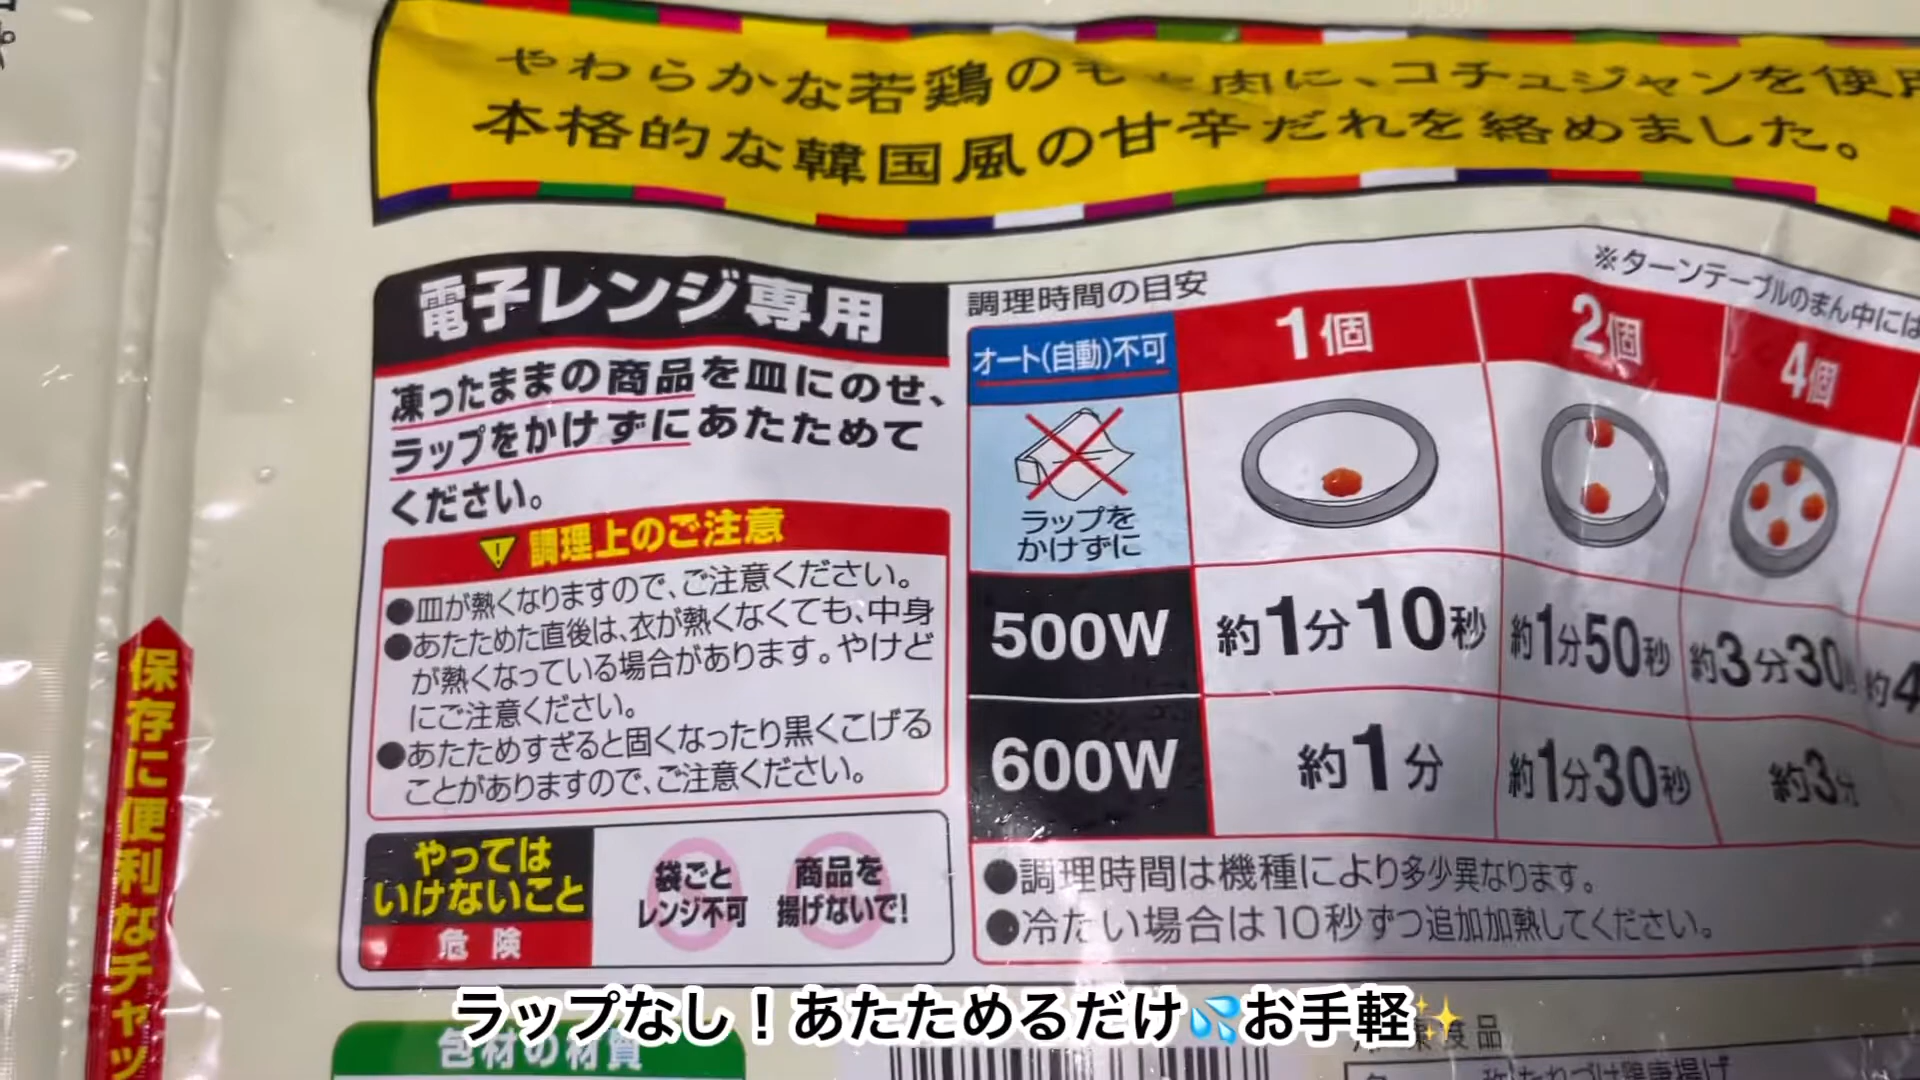 やわらかな若鶏のもも肉に、コチュジャンを使用
本格的な韓国風の甘辛だれを絡めました。
電子レンジ専用
凍ったままの商品を皿にのせ、
ラップをかけずにあたためて
ください。
調理上のご注意
●皿が熱くなりますので、ご注意ください。
●あたためた直後は、衣が熱くなくても、中身
が熱くなっている場合があります。やけど
にご注意ください。
●あたためすぎると固くなったり黒くこげる
ことがありますので、ご注意ください。
やっては
いけないこと
危険
袋ごと
レンジ不可
商品を
揚げないで!
調理時間の目安
※ターンテーブルのまん中には
オート(自動)不可
1個
2個
4個
ラップを
かけずに
500W
約1分10秒
約1分50秒
約3分30
約4
600W
約1分
約1分30秒
約3分
●調理時間は機種により多少異なります。
●冷たい場合は10秒ずつ追加加熱してください。
保存に便利なチャッ
ラップなし！あたためるだけ💦お手軽✨
包材の材質
食品